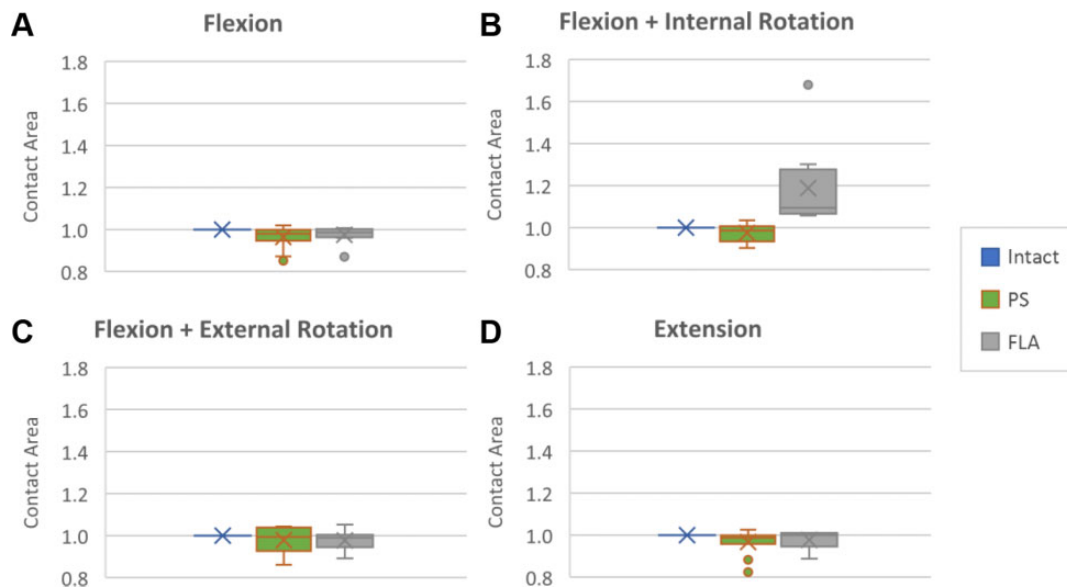 A
Flexion
Contact Area
1.8
1.6
1.4
1.2
1.0
0.8
B
Flexion + Internal Rotation
Contact Area
1.8
1.6
1.4
1.2
1.0
0.8
C
Flexion + External Rotation
Contact Area
1.8
1.6
1.4
1.2
1.0
0.8
D
Extension
Contact Area
1.8
1.6
1.4
1.2
1.0
0.8
Intact
PS
FLA